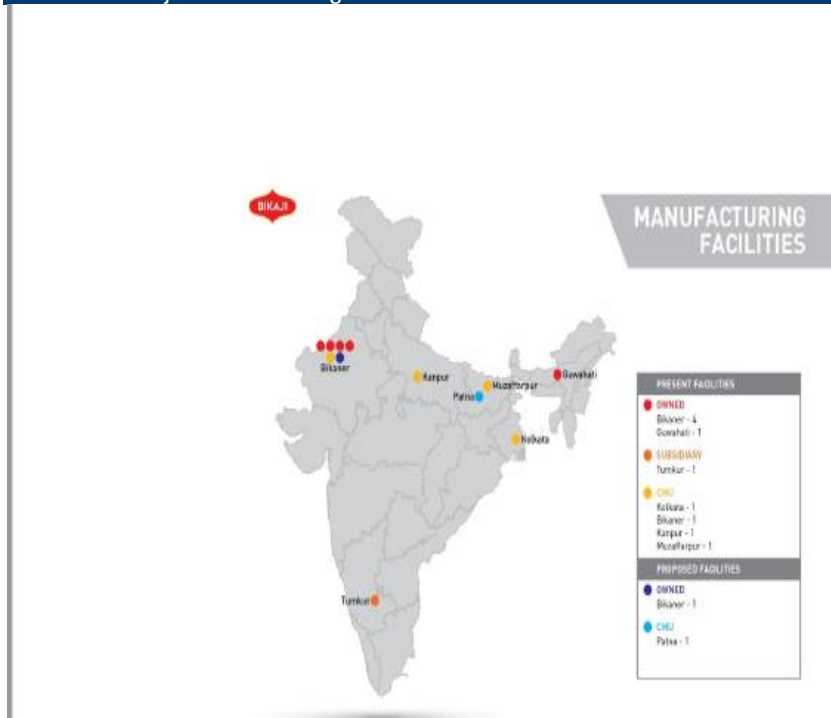 BIKAJI
MANUFACTURING
FACILITIES
Bikaner
Kanpur
Muzaffarpur
Patna
Guwahati
Kolkata
Tumkur
PRESENT FACILITIES
OWNED
Bikaner - 4
Guwahati - 1
SUBSIDIARY
Tumkur - 1
CMU
Kolkata - 1
Bikaner - 1
Kanpur - 1
Muzaffarpur - 1
PROPOSED FACILITIES
OWNED
Bikaner - 1
CMU
Patna - 1